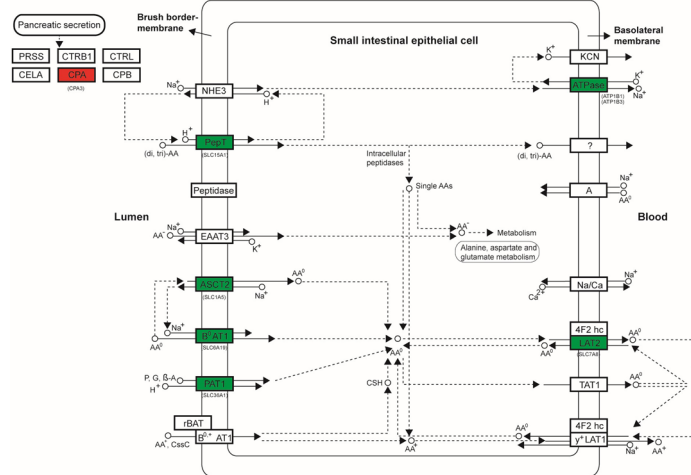 Pancreatic secretion
PRSS
CTRB1
CTRL
CELA
CPA
CPB
(CPA3)
Brush border-
membrane
Small intestinal epithelial cell
Basolateral
membrane
K+
KCN
Na+
NHE3
H+
ATPase
(ATP1B1)
(ATP1B3)
K+
Na+
H+
PepT
(SLC15A1)
(di, tri)-AA
Intracellular
peptidases
(di, tri)-AA
?
Peptidase
Single AAs
A
Na+
AA0
Lumen
Blood
Na+
AA-
EAAT3
K+
AA-
Metabolism
Alanine, aspartate and
glutamate metabolism
ASCT2
(SLC1A5)
AA0
Na+
Na/Ca
Na+
Ca2+
Na+
B0AT1
(SLC6A19)
AA0
AA0
4F2 hc
LAT2
(SLC7A8)
AA0
AA0
P, G, ß-A
H+
PAT1
(SLC36A1)
CSH
TAT1
AA0
rBAT
B0,+ AT1
AA+, CssC
AA+
AA0
4F2 hc
y+LAT1
AA0
Na+
AA+